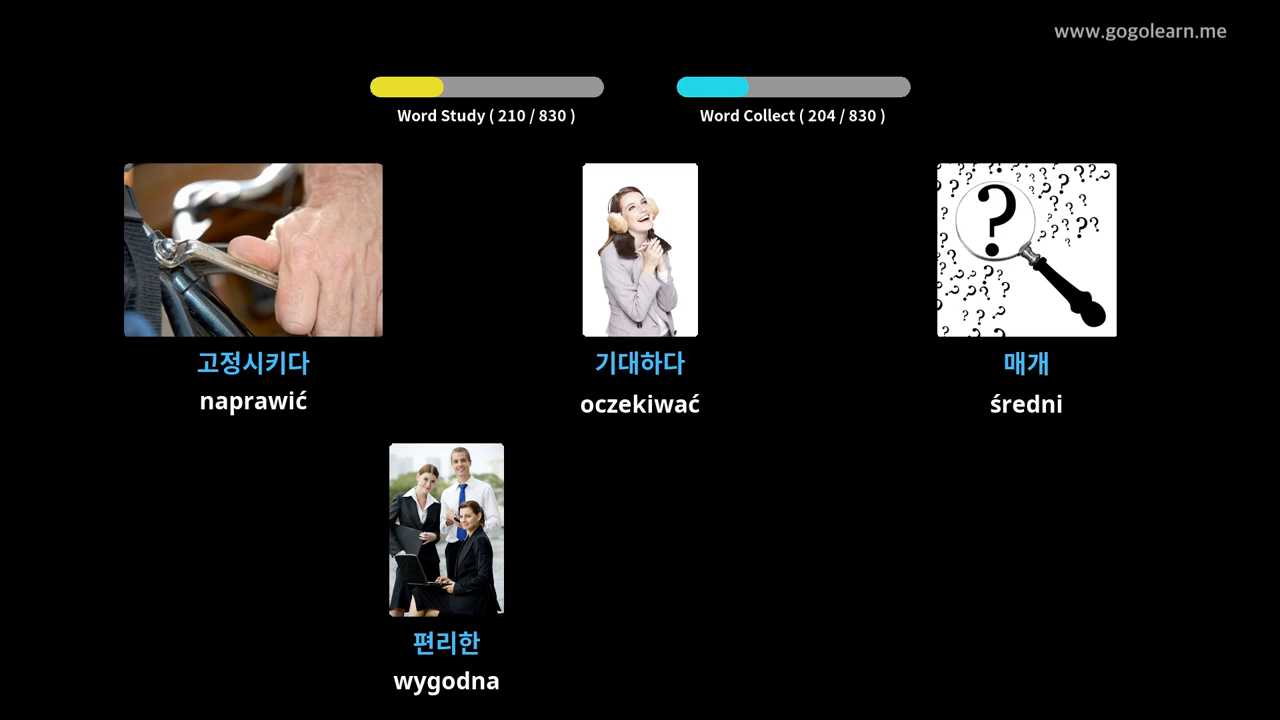 www.gogolearn.me
Word Study ( 210 / 830 )
Word Collect ( 204 / 830 )
고정시키다
naprawić
기대하다
oczekiwać
매개
średni
편리한
wygodna